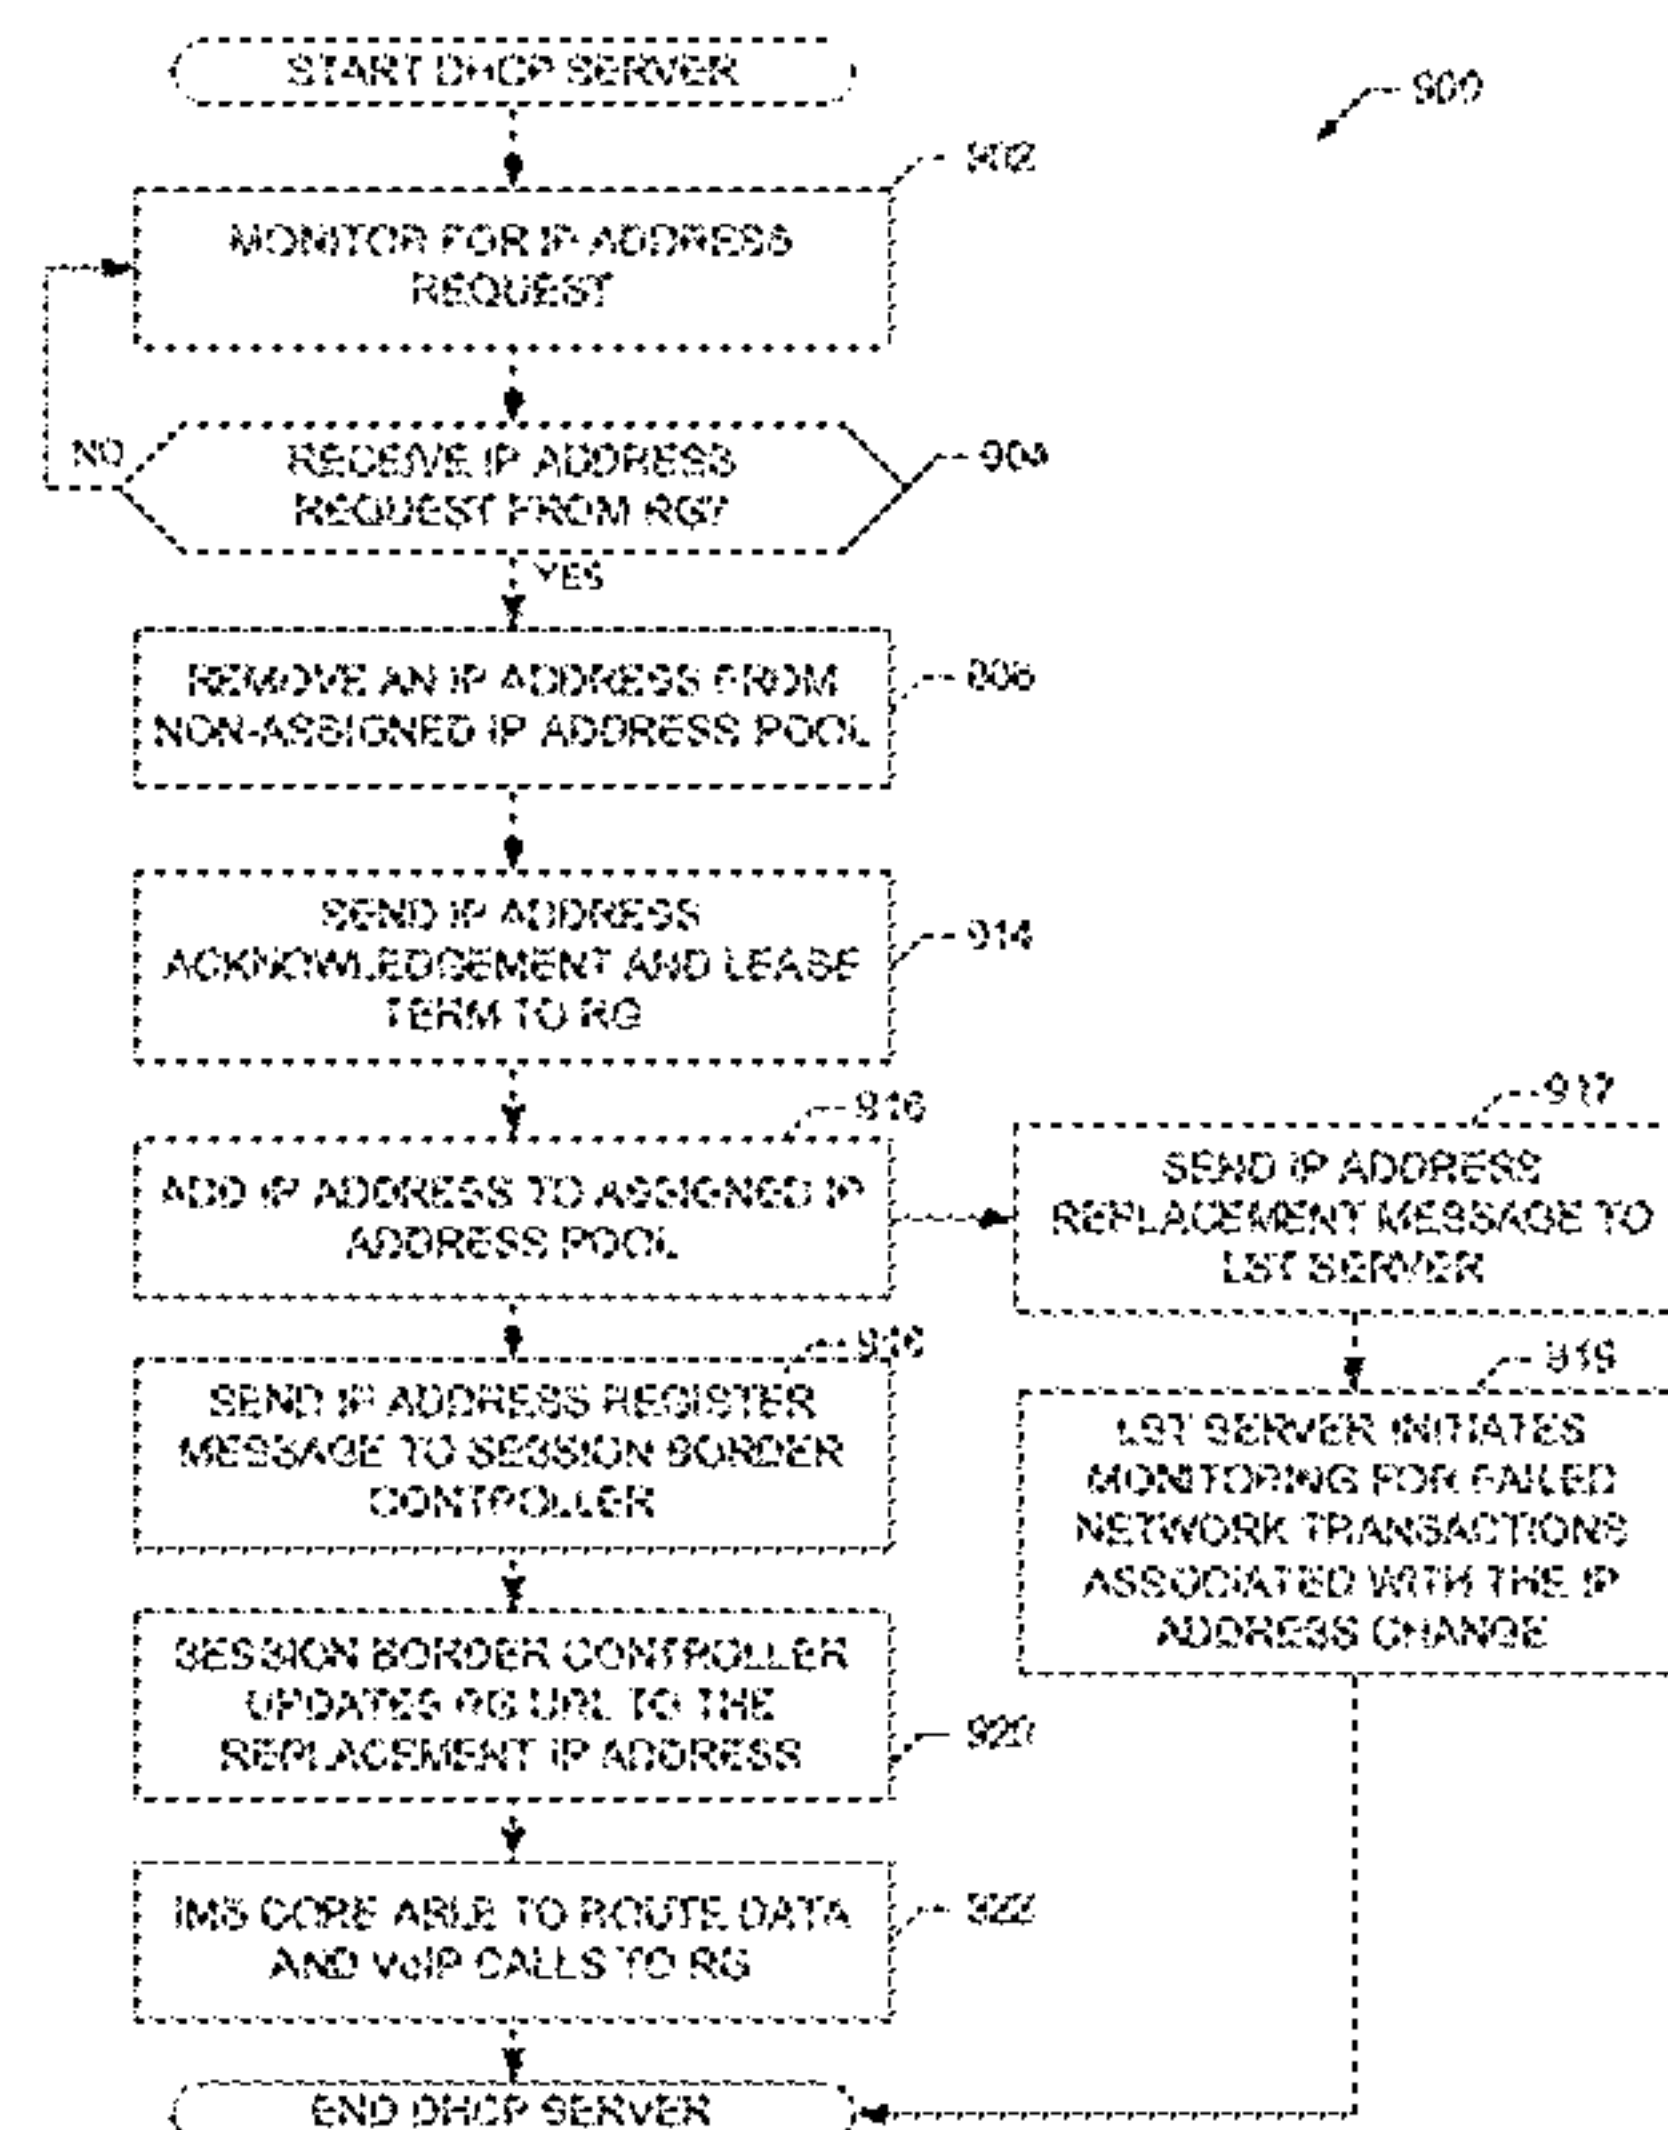 START DHCP SERVER
900
902
MONITOR FOR IP ADDRESS
REQUEST
NO
RECEIVE IP ADDRESS
REQUEST FROM RG?
904
YES
REMOVE AN IP ADDRESS FROM
NON-ASSIGNED IP ADDRESS POOL
SEND IP ADDRESS
ACKNOWLEDGEMENT AND LEASE
TERM TO RG
914
916
ADD IP ADDRESS TO ASSIGNED IP
ADDRESS POOL
917
SEND IP ADDRESS
REPLACEMENT MESSAGE TO
LST SERVER
SEND IP ADDRESS REGISTER
MESSAGE TO SESSION BORDER
CONTROLLER
919
LST SERVER INITIATES
MONITORING FOR FAILED
NETWORK TRANSACTIONS
ASSOCIATED WITH THE IP
ADDRESS CHANGE
SESSION BORDER CONTROLLER
UPDATES RG URL TO THE
REPLACEMENT IP ADDRESS
920
IMS CORE ABLE TO ROUTE DATA
AND VoIP CALLS TO RG
922
END DHCP SERVER